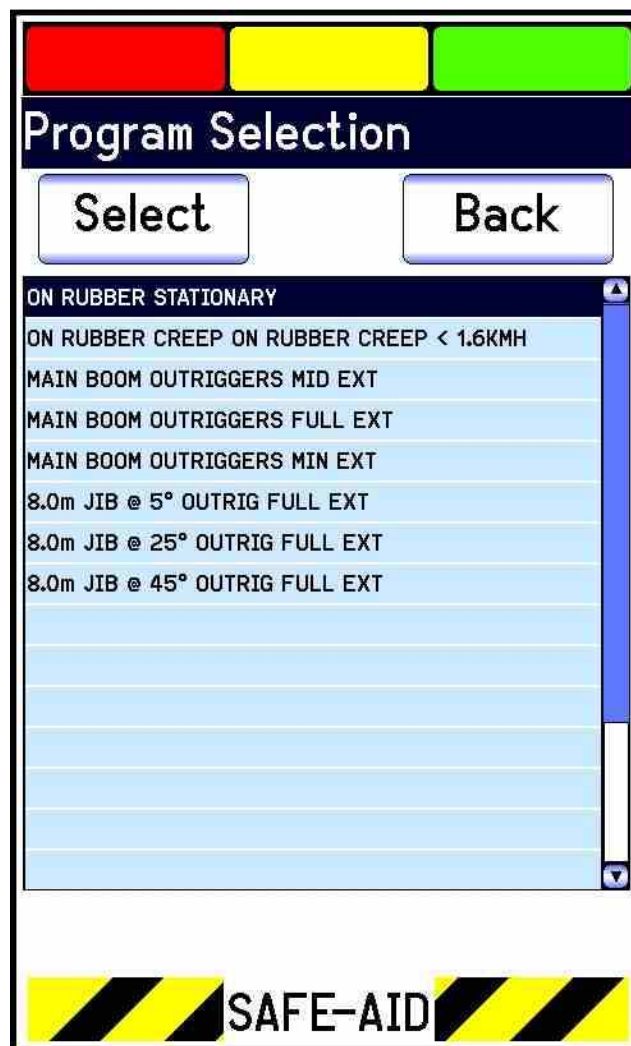 Program Selection
Select Back
ON RUBBER STATIONARY
ON RUBBER CREEP ON RUBBER CREEP < 1.6KMH
MAIN BOOM OUTRIGGERS MID EXT
MAIN BOOM OUTRIGGERS FULL EXT
MAIN BOOM OUTRIGGERS MIN EXT
8.0m JIB @ 5° OUTRIG FULL EXT
8.0m JIB @ 25° OUTRIG FULL EXT
8.0m JIB @ 45° OUTRIG FULL EXT
SAFE-AID